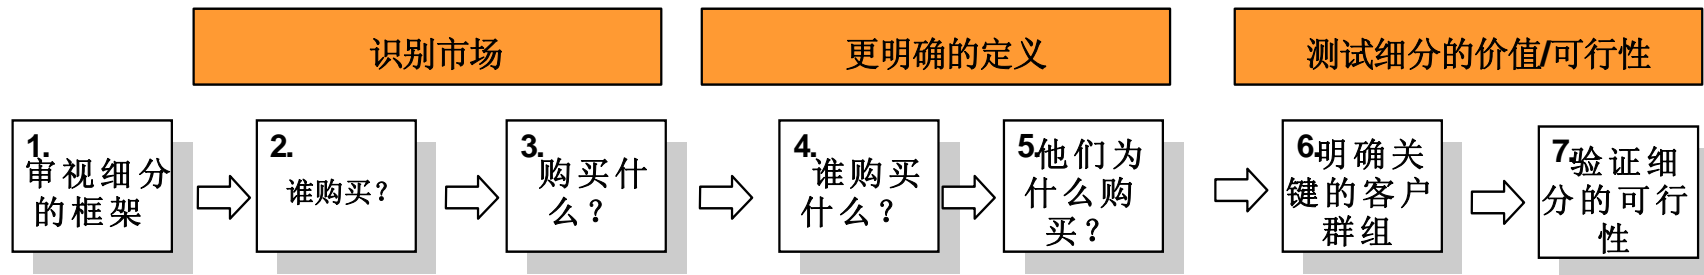 识别市场
更明确的定义
测试细分的价值/可行性
1.
审视细分
的框架
2.
谁购买？
3.
购买什
么？
4.
谁购买
什么？
5.
他们为
什么购
买？
6.
明确关
键的客户
群组
7.
验证细
分的可行
性